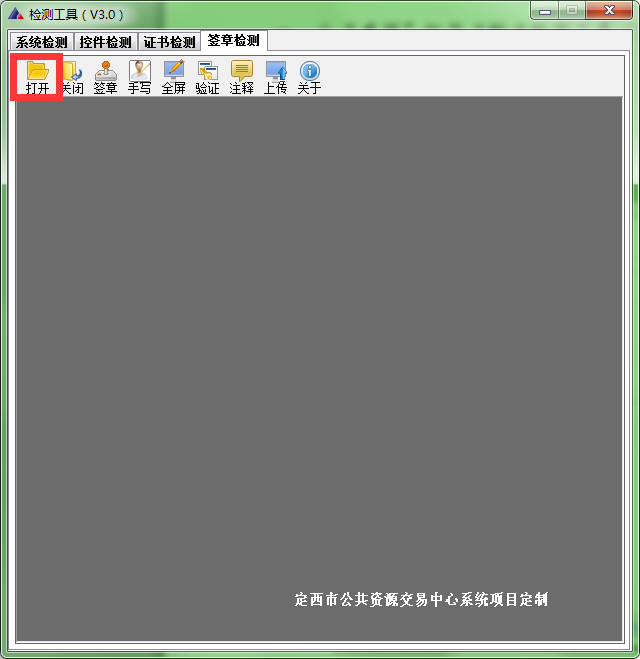 检测工具（V3.0）
系统检测 控件检测 证书检测 签章检测
打开 关闭 签章 手写 全屏 验证 注释 上传 关于
定西市公共资源交易中心系统项目定制